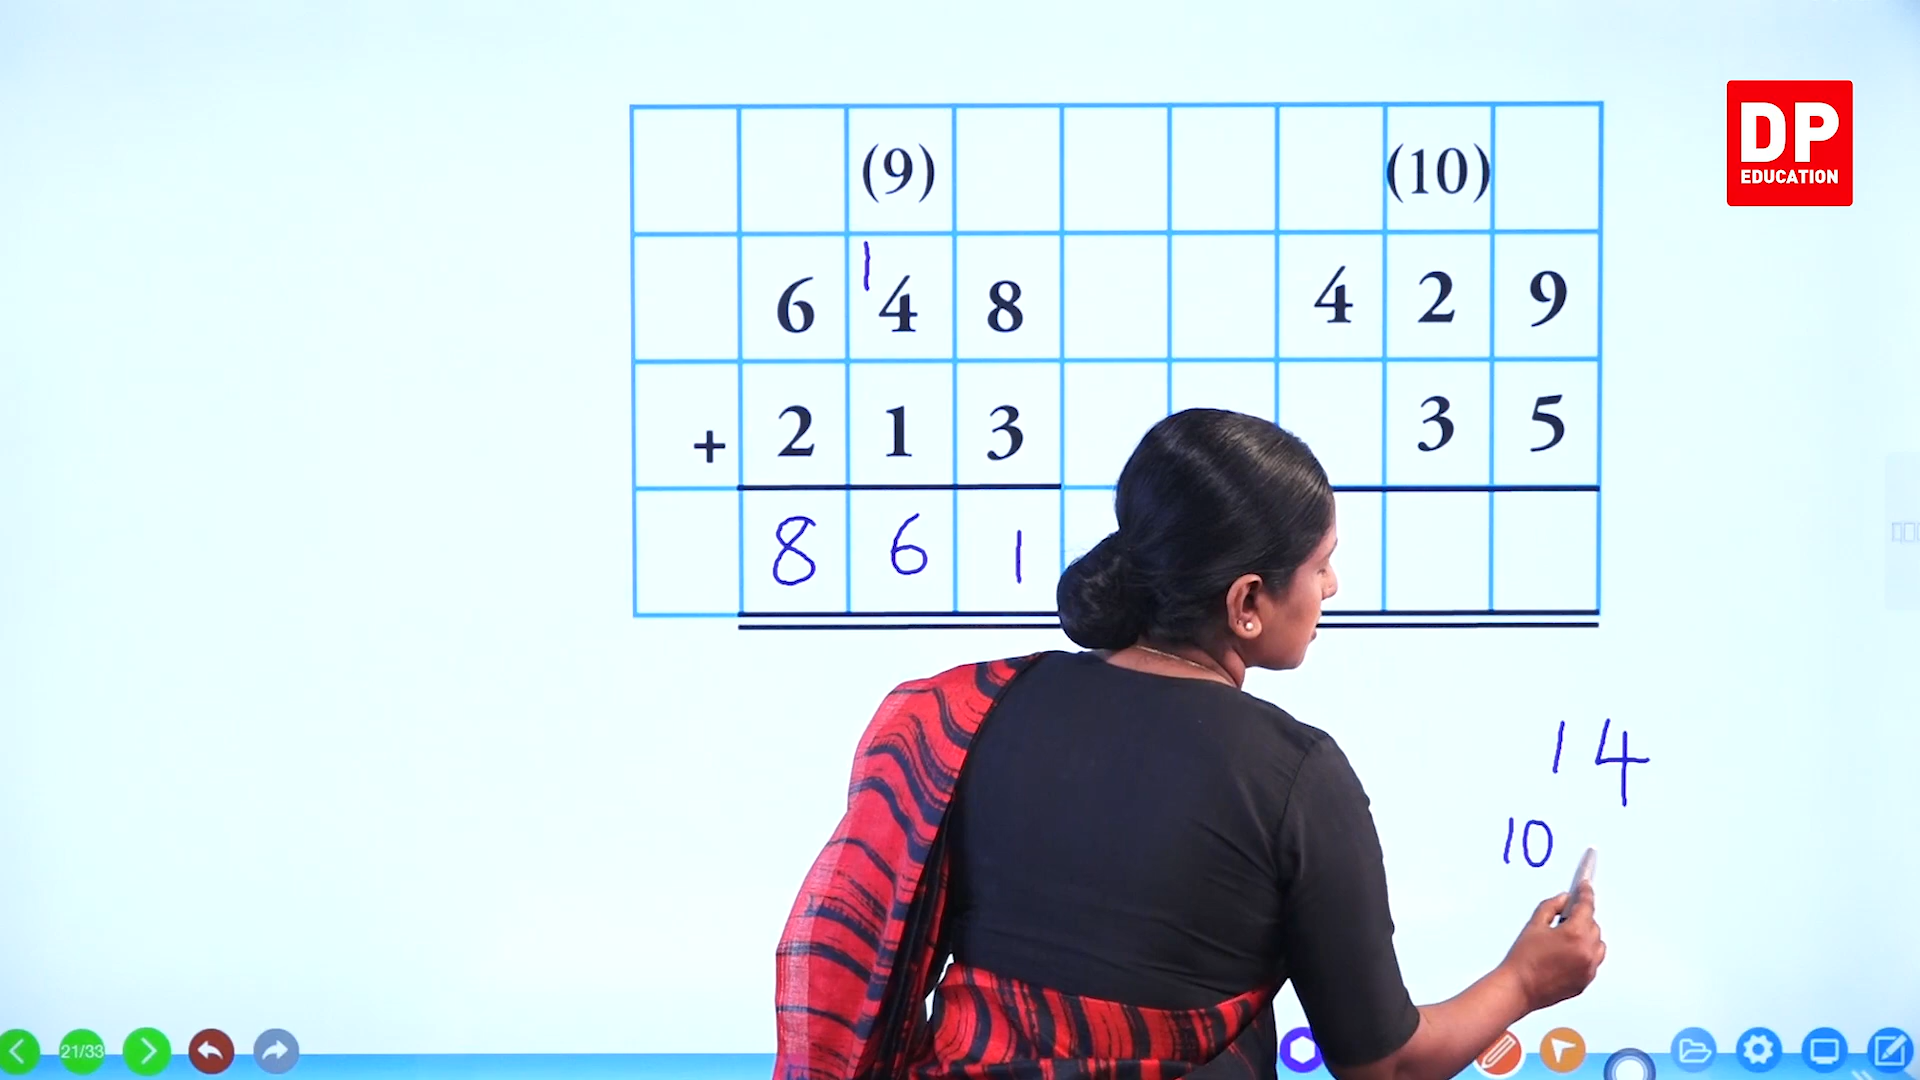 DP
EDUCATION
(9) (10)
1
6 4 8 4 2 9
+ 2 1 3 3 5
8 6 1
1 4
10
21/33